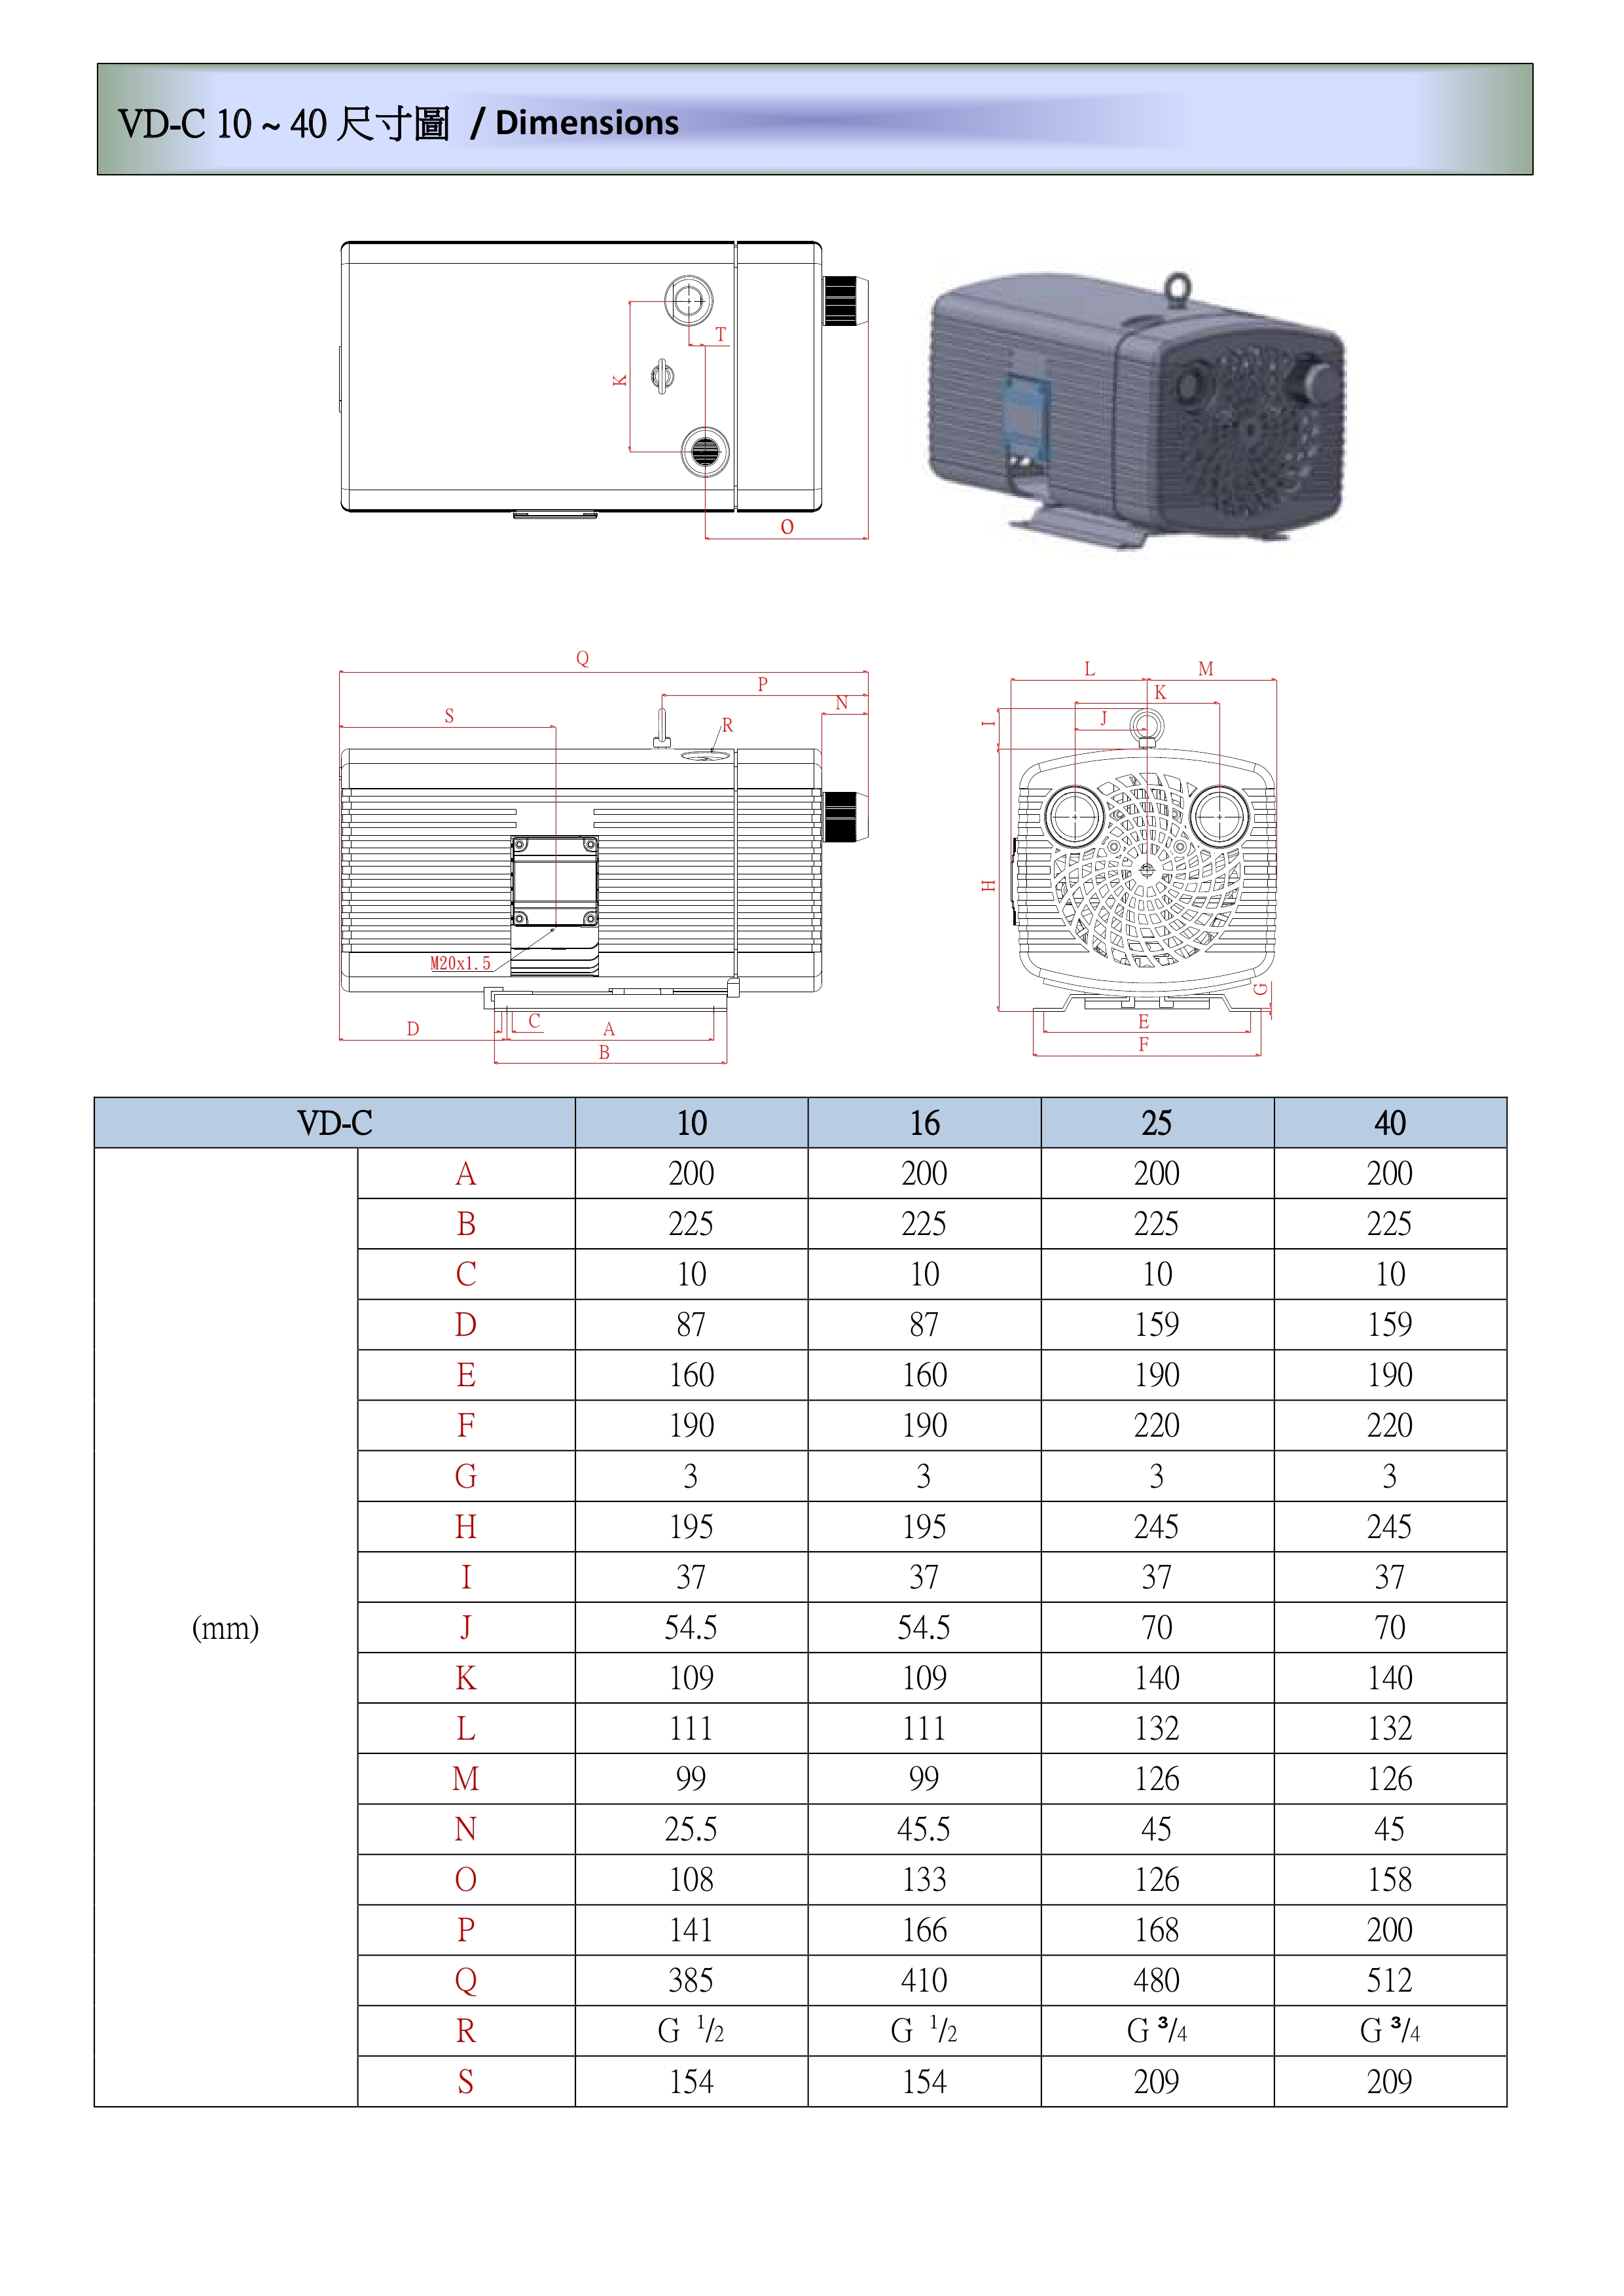 VD-C 10 ~ 40 尺寸圖 / Dimensions
T
K
O
Q
P
N
S
R
M20x1.5
D
C
A
B
L
M
K
I
J
H
G
E
F
VD-C 10 16 25 40
(mm)
A 200 200 200 200
B 225 225 225 225
C 10 10 10 10
D 87 87 159 159
E 160 160 190 190
F 190 190 220 220
G 3 3 3 3
H 195 195 245 245
I 37 37 37 37
J 54.5 54.5 70 70
K 109 109 140 140
L 111 111 132 132
M 99 99 126 126
N 25.5 45.5 45 45
O 108 133 126 158
P 141 166 168 200
Q 385 410 480 512
R G 1/2 G 1/2 G 3/4 G 3/4
S 154 154 209 209